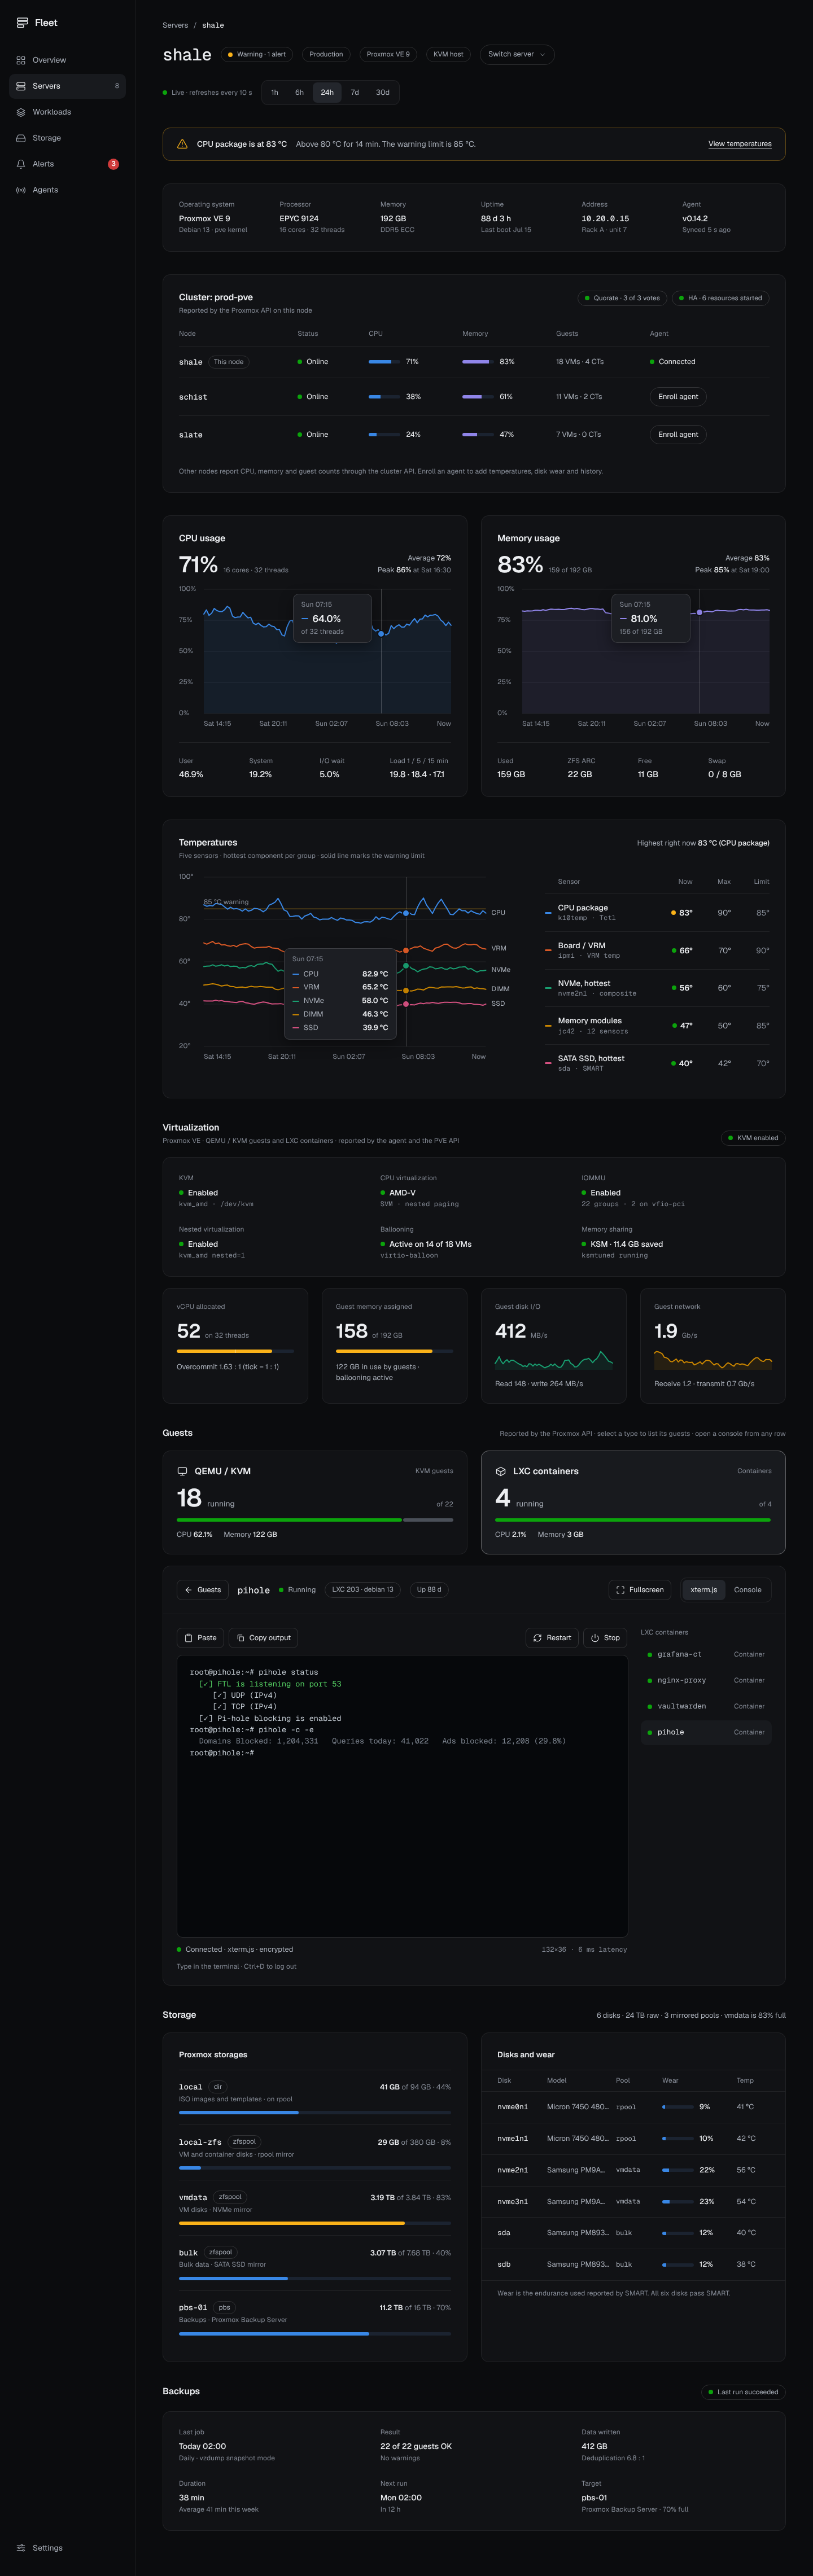 Fleet
Overview
Servers 8
Workloads
Storage
Alerts 3
Agents
Settings
Servers / shale
shale Warning · 1 alert Production Proxmox VE 9 KVM host Switch server
Live · refreshes every 10 s 1h 6h 24h 7d 30d
CPU package is at 83 °C Above 80 °C for 14 min. The warning limit is 85 °C. View temperatures
Operating system Processor Memory Uptime Address Agent
Proxmox VE 9 EPYC 9124 192 GB 88 d 3 h 10.20.0.15 v0.14.2
Debian 13 · pve kernel 16 cores · 32 threads DDR5 ECC Last boot Jul 15 Rack A · unit 7 Synced 5 s ago
Cluster: prod-pve Quorate · 3 of 3 votes HA · 6 resources started
Reported by the Proxmox API on this node
Node Status CPU Memory Guests Agent
shale This node Online 71% 83% 18 VMs · 4 CTs Connected
schist Online 38% 61% 11 VMs · 2 CTs Enroll agent
slate Online 24% 47% 7 VMs · 0 CTs Enroll agent
Other nodes report CPU, memory and guest counts through the cluster API. Enroll an agent to add temperatures, disk wear and history.
CPU usage
71% 16 cores · 32 threads
Average 72%
Peak 86% at Sat 16:30
100%
75%
50%
25%
0%
Sun 07:15
64.0%
of 32 threads
Sat 14:15 Sat 20:11 Sun 02:07 Sun 08:03 Now
User System I/O wait Load 1 / 5 / 15 min
46.9% 19.2% 5.0% 19.8 · 18.4 · 17.1
Memory usage
83% 159 of 192 GB
Average 83%
Peak 85% at Sat 19:00
100%
75%
50%
25%
0%
Sun 07:15
81.0%
156 of 192 GB
Sat 14:15 Sat 20:11 Sun 02:07 Sun 08:03 Now
Used ZFS ARC Free Swap
159 GB 22 GB 11 GB 0 / 8 GB
Temperatures Highest right now 83 °C (CPU package)
Five sensors · hottest component per group · solid line marks the warning limit
100°
80°
60°
40°
20°
85 °C warning
CPU
VRM
NVMe
DIMM
SSD
Sun 07:15
CPU 82.9 °C
VRM 65.2 °C
NVMe 58.0 °C
DIMM 46.3 °C
SSD 39.9 °C
Sat 14:15 Sat 20:11 Sun 02:07 Sun 08:03 Now
Sensor Now Max Limit
CPU package 83° 90° 85°
k10temp · Tctl
Board / VRM 66° 70° 90°
ipmi · VRM temp
NVMe, hottest 56° 60° 75°
nvme2n1 · composite
Memory modules 47° 50° 85°
jc42 · 12 sensors
SATA SSD, hottest 40° 42° 70°
sda · SMART
Virtualization
Proxmox VE · QEMU / KVM guests and LXC containers · reported by the agent and the PVE API KVM enabled
KVM CPU virtualization IOMMU
Enabled AMD-V Enabled
kvm_amd · /dev/kvm SVM · nested paging 22 groups · 2 on vfio-pci
Nested virtualization Ballooning Memory sharing
Enabled Active on 14 of 18 VMs KSM · 11.4 GB saved
kvm_amd nested=1 virtio-balloon ksmtuned running
vCPU allocated
52 on 32 threads
Overcommit 1.63 : 1 (tick = 1 : 1)
Guest memory assigned
158 of 192 GB
122 GB in use by guests ·
ballooning active
Guest disk I/O
412 MB/s
Read 148 · write 264 MB/s
Guest network
1.9 Gb/s
Receive 1.2 · transmit 0.7 Gb/s
Guests Reported by the Proxmox API · select a type to list its guests · open a console from any row
QEMU / KVM KVM guests
18 running of 22
CPU 62.1% Memory 122 GB
LXC containers Containers
4 running of 4
CPU 2.1% Memory 3 GB
Guests pihole Running LXC 203 · debian 13 Up 88 d Fullscreen xterm.js Console
Paste Copy output Restart Stop
root@pihole:~# pihole status
[✓] FTL is listening on port 53
[✓] UDP (IPv4)
[✓] TCP (IPv4)
[✓] Pi-hole blocking is enabled
root@pihole:~# pihole -c -e
Domains Blocked: 1,204,331 Queries today: 41,022 Ads blocked: 12,208 (29.8%)
root@pihole:~#
LXC containers
grafana-ct Container
nginx-proxy Container
vaultwarden Container
pihole Container
Connected · xterm.js · encrypted 132×36 · 6 ms latency
Type in the terminal · Ctrl+D to log out
Storage 6 disks · 24 TB raw · 3 mirrored pools · vmdata is 83% full
Proxmox storages
local dir 41 GB of 94 GB · 44%
ISO images and templates · on rpool
local-zfs zfspool 29 GB of 380 GB · 8%
VM and container disks · rpool mirror
vmdata zfspool 3.19 TB of 3.84 TB · 83%
VM disks · NVMe mirror
bulk zfspool 3.07 TB of 7.68 TB · 40%
Bulk data · SATA SSD mirror
pbs-01 pbs 11.2 TB of 16 TB · 70%
Backups · Proxmox Backup Server
Disks and wear
Disk Model Pool Wear Temp
nvme0n1 Micron 7450 480… rpool 9% 41 °C
nvme1n1 Micron 7450 480… rpool 10% 42 °C
nvme2n1 Samsung PM9A… vmdata 22% 56 °C
nvme3n1 Samsung PM9A… vmdata 23% 54 °C
sda Samsung PM893… bulk 12% 40 °C
sdb Samsung PM893… bulk 12% 38 °C
Wear is the endurance used reported by SMART. All six disks pass SMART.
Backups Last run succeeded
Last job Result Data written
Today 02:00 22 of 22 guests OK 412 GB
Daily · vzdump snapshot mode No warnings Deduplication 6.8 : 1
Duration Next run Target
38 min Mon 02:00 pbs-01
Average 41 min this week In 12 h Proxmox Backup Server · 70% full